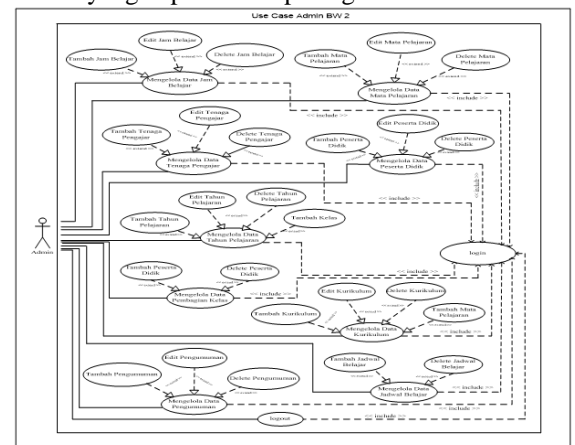 Use Case Admin BW 2
Edit Jam Belajar
Tambah Jam Belajar
Delete Jam Belajar
Mengelola Data Jam
Belajar
Edit Mata Pelajaran
Tambah Mata
Pelajaran
Delete Mata
Pelajaran
Mengelola Data
Mata Pelajaran
<< include >>
Edit Tenaga
Pengajar
Tambah Tenaga
Pengajar
Delete Tenaga
Pengajar
Mengelola Data
Tenaga Pengajar
Edit Peserta Didik
Tambah Peserta
Didik
Delete Peserta
Didik
Mengelola Data
Peserta Didik
Edit Tahun
Pelajaran
Delete Tahun
Pelajaran
Tambah Tahun
Pelajaran
Tambah Kelas
Mengelola Data
Tahun Pelajaran
Admin
login
Tambah Peserta
Didik
Delete Peserta
Didik
Mengelola Data
Pembagian Kelas
<< include >>
<< include >>
Edit Kurikulum
Delete Kurikulum
Tambah Kurikulum
Tambah Mata
Pelajaran
Mengelola Data
Kurikulum
<< include >>
Edit Pengumuman
Tambah Pengumuman
Delete Pengumuman
Mengelola Data
Pengumuman
Tambah Jadwal
Belajar
Delete Jadwal
Belajar
Mengelola Data
Jadwal Belajar
<< include >>
<< include >>
logout
<< include >>